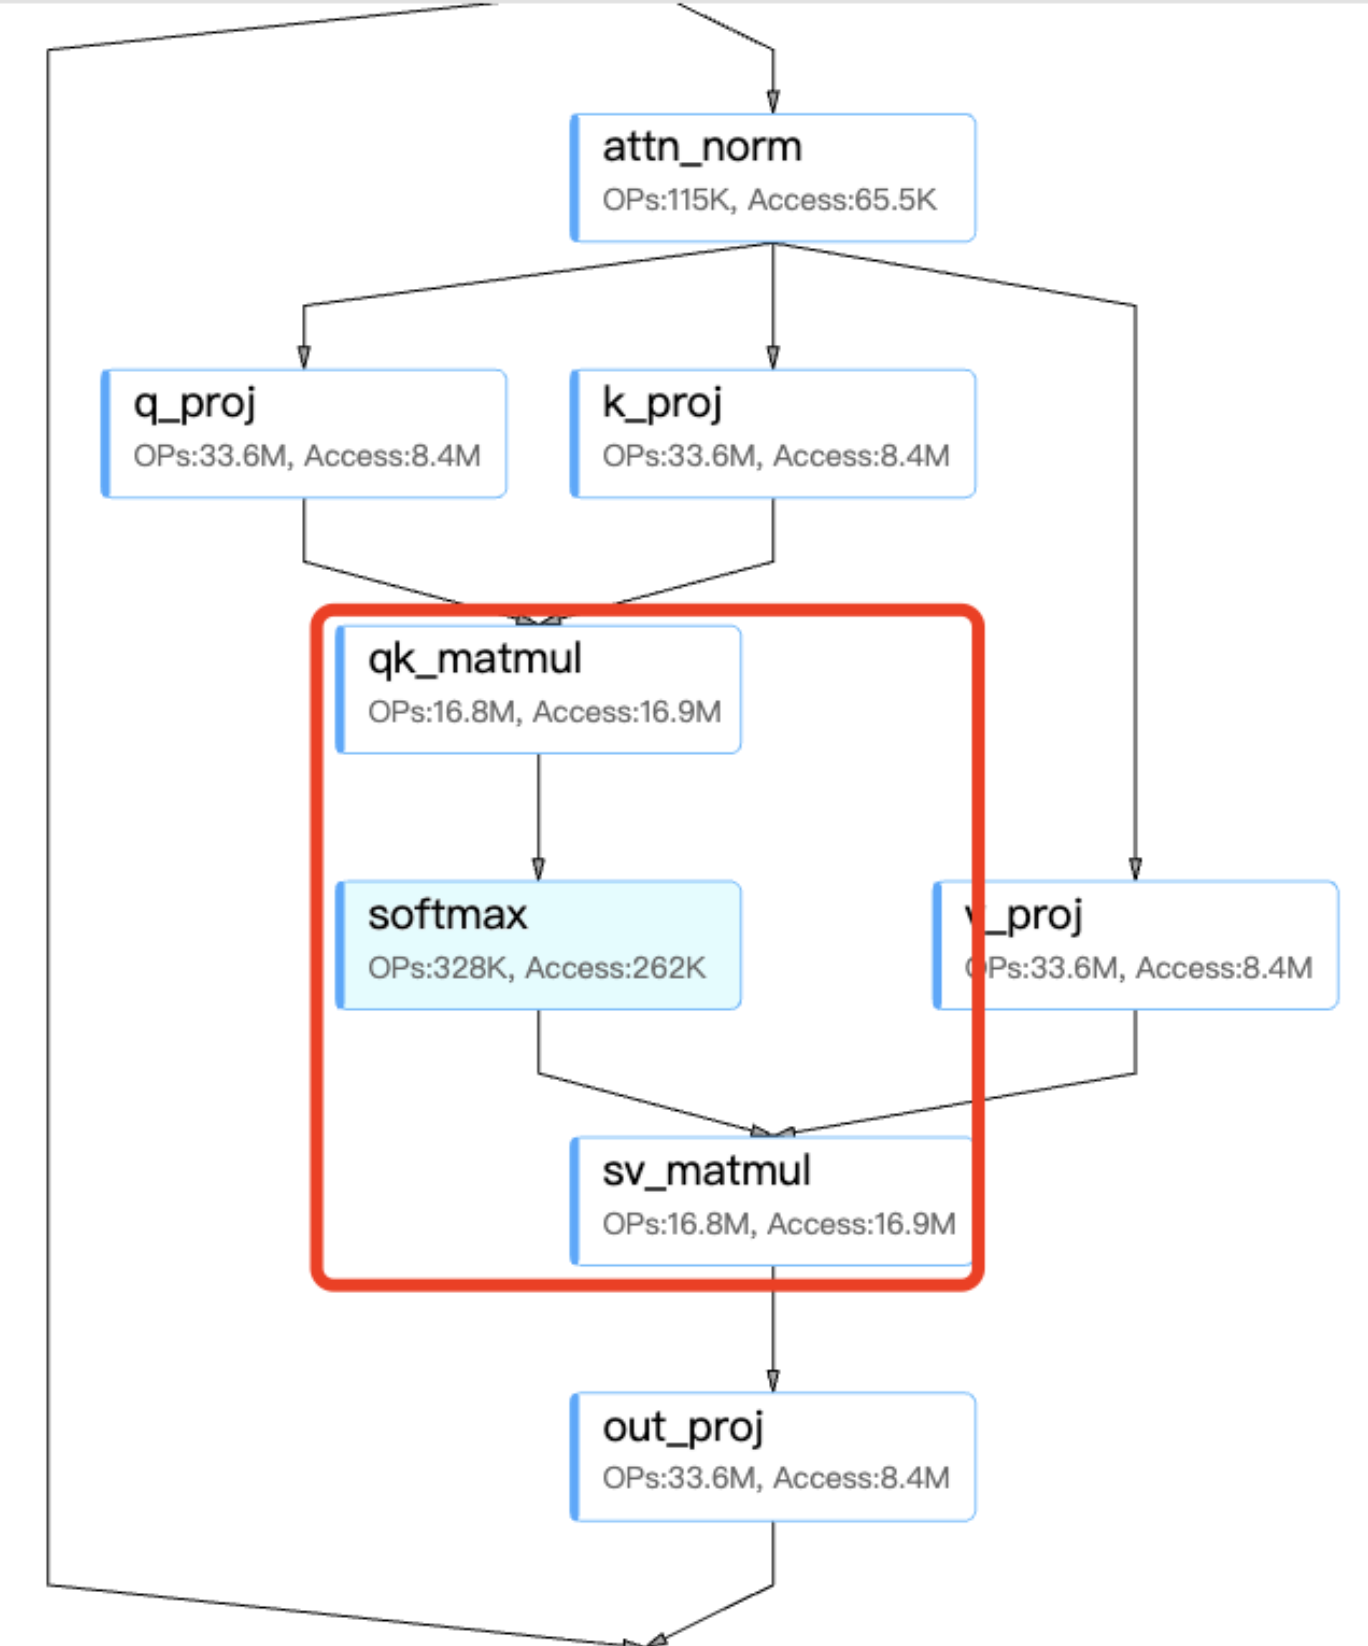 attn_norm
OPs:115K, Access:65.5K
q_proj
OPs:33.6M, Access:8.4M
k_proj
OPs:33.6M, Access:8.4M
qk_matmul
OPs:16.8M, Access:16.9M
softmax
OPs:328K, Access:262K
v_proj
OPs:33.6M, Access:8.4M
sv_matmul
OPs:16.8M, Access:16.9M
out_proj
OPs:33.6M, Access:8.4M